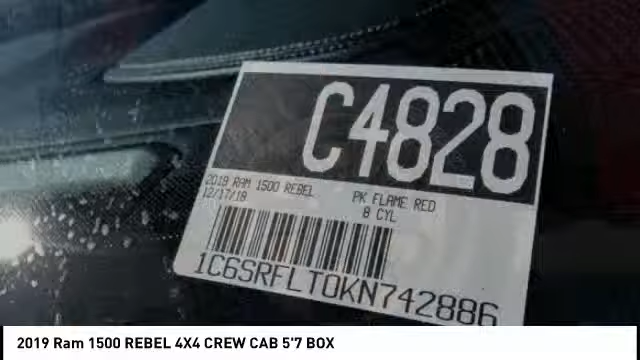 C4828
2019 RAM 1500 REBEL PK FLAME RED
12/17/18 8 CYL
1C6SRFLT0KN742886
2019 Ram 1500 REBEL 4X4 CREW CAB 5'7 BOX